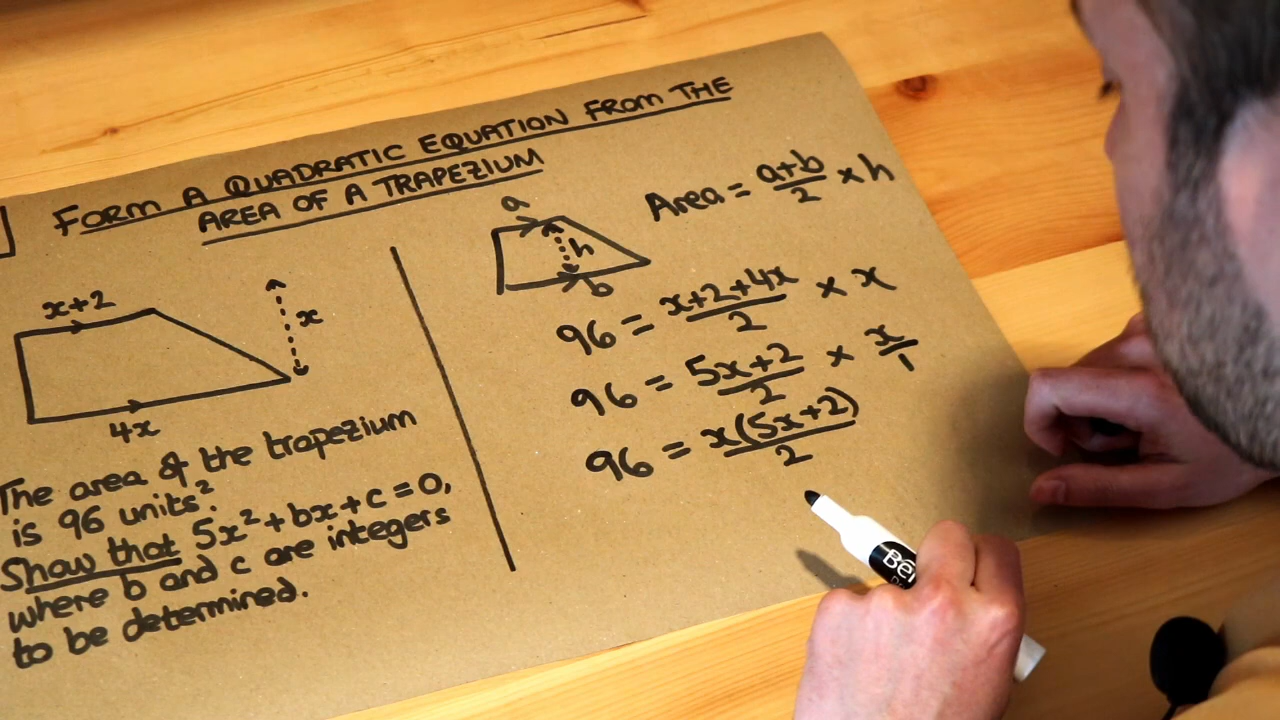 FORM A QUADRATIC EQUATION FROM THE
AREA OF A TRAPEZIUM
x+2
x
4x
The area of the trapezium
is 96 units².
Show that 5x²+bx+c=0,
where b and c are integers
to be determined.
a
h
b
Area = a+b/2 × h
96 = x+2+4x/2 × x
96 = 5x+2/2 × x/1
96 = x(5x+2)/2